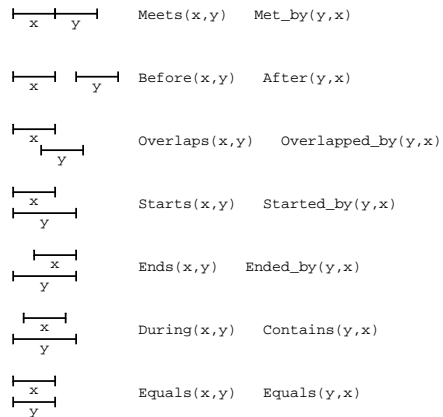 x y Meets(x,y) Met_by(y,x)
x y Before(x,y) After(y,x)
x
y
Overlaps(x,y) Overlapped_by(y,x)
x
y
Starts(x,y) Started_by(y,x)
x
y
Ends(x,y) Ended_by(y,x)
x
y
During(x,y) Contains(y,x)
x
y
Equals(x,y) Equals(y,x)